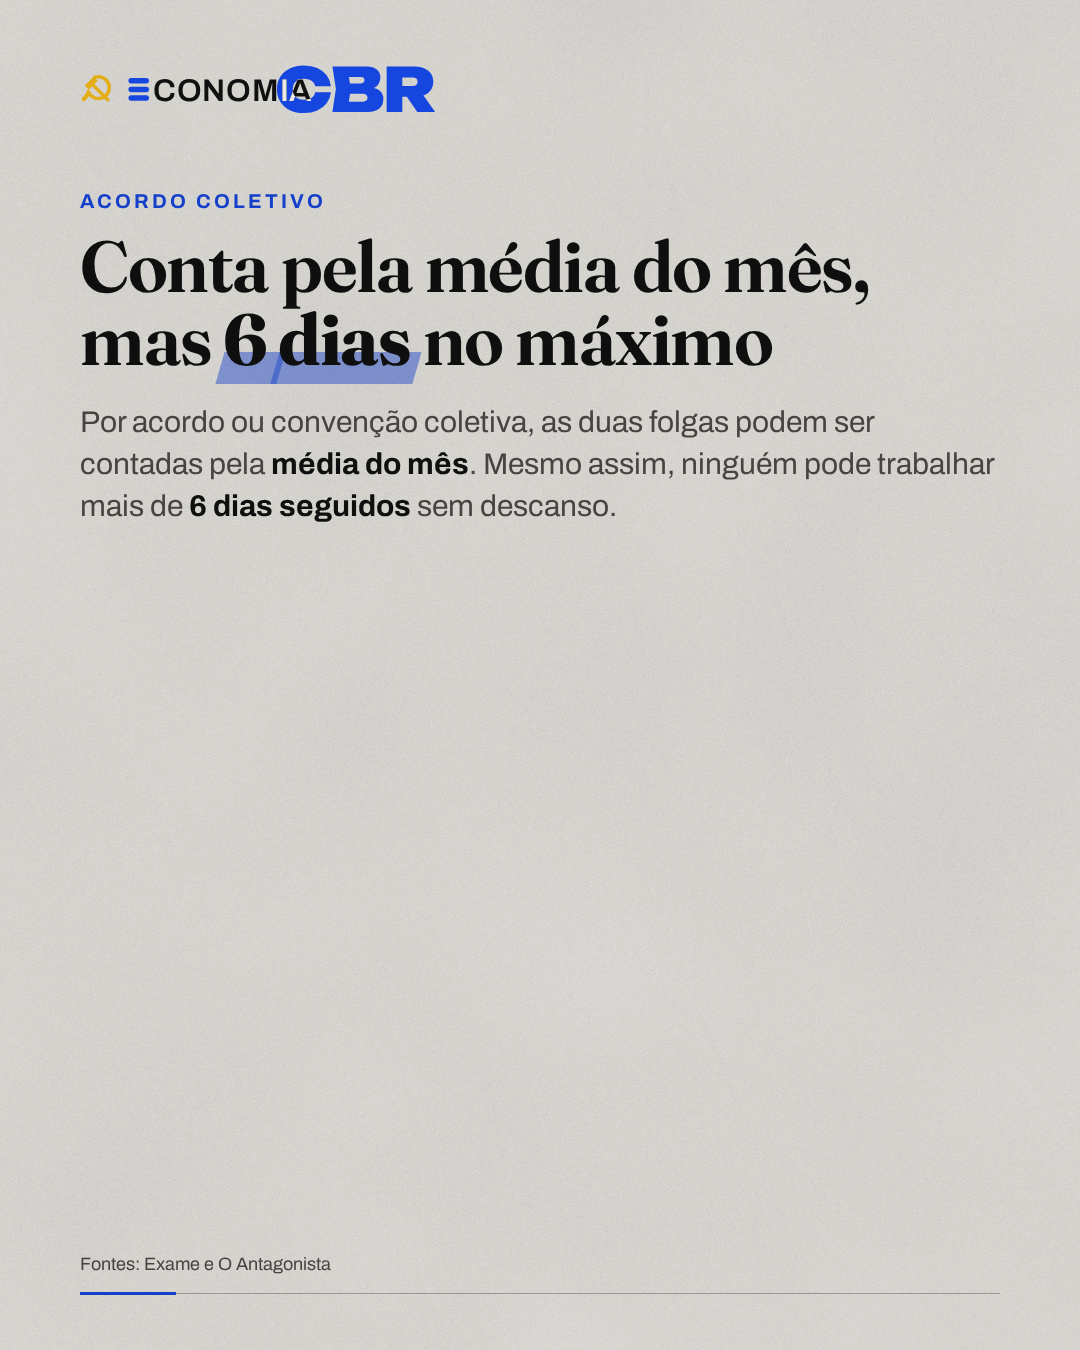 ECONOMIA CBR
ACORDO COLETIVO
Conta pela média do mês,
mas 6 dias no máximo
Por acordo ou convenção coletiva, as duas folgas podem ser
contadas pela média do mês. Mesmo assim, ninguém pode trabalhar
mais de 6 dias seguidos sem descanso.
Fontes: Exame e O Antagonista